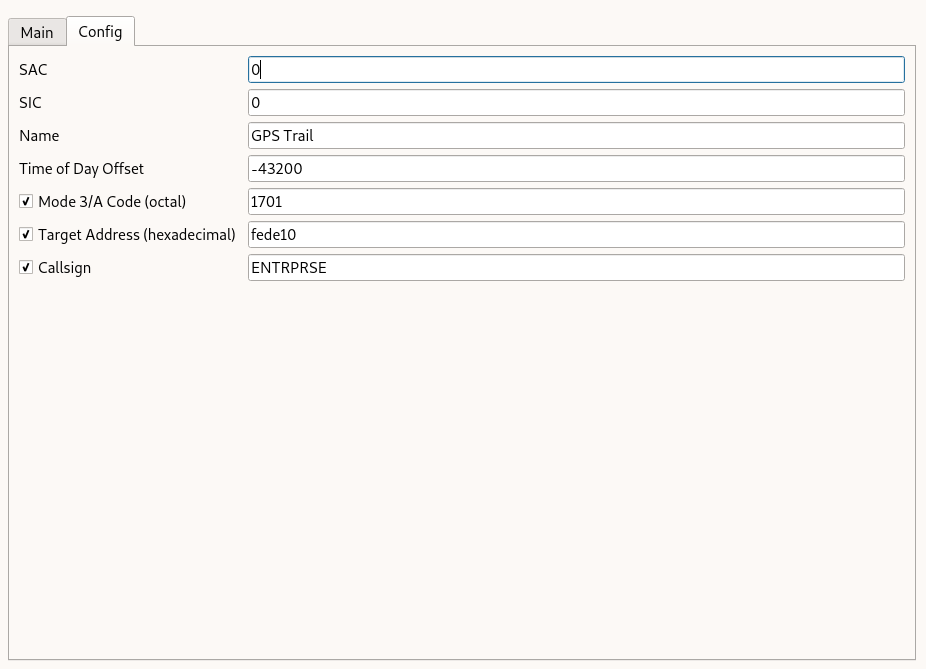 Main Config
SAC 0
SIC 0
Name GPS Trail
Time of Day Offset -43200
Mode 3/A Code (octal) 1701
Target Address (hexadecimal) fede10
Callsign ENTRPRSE